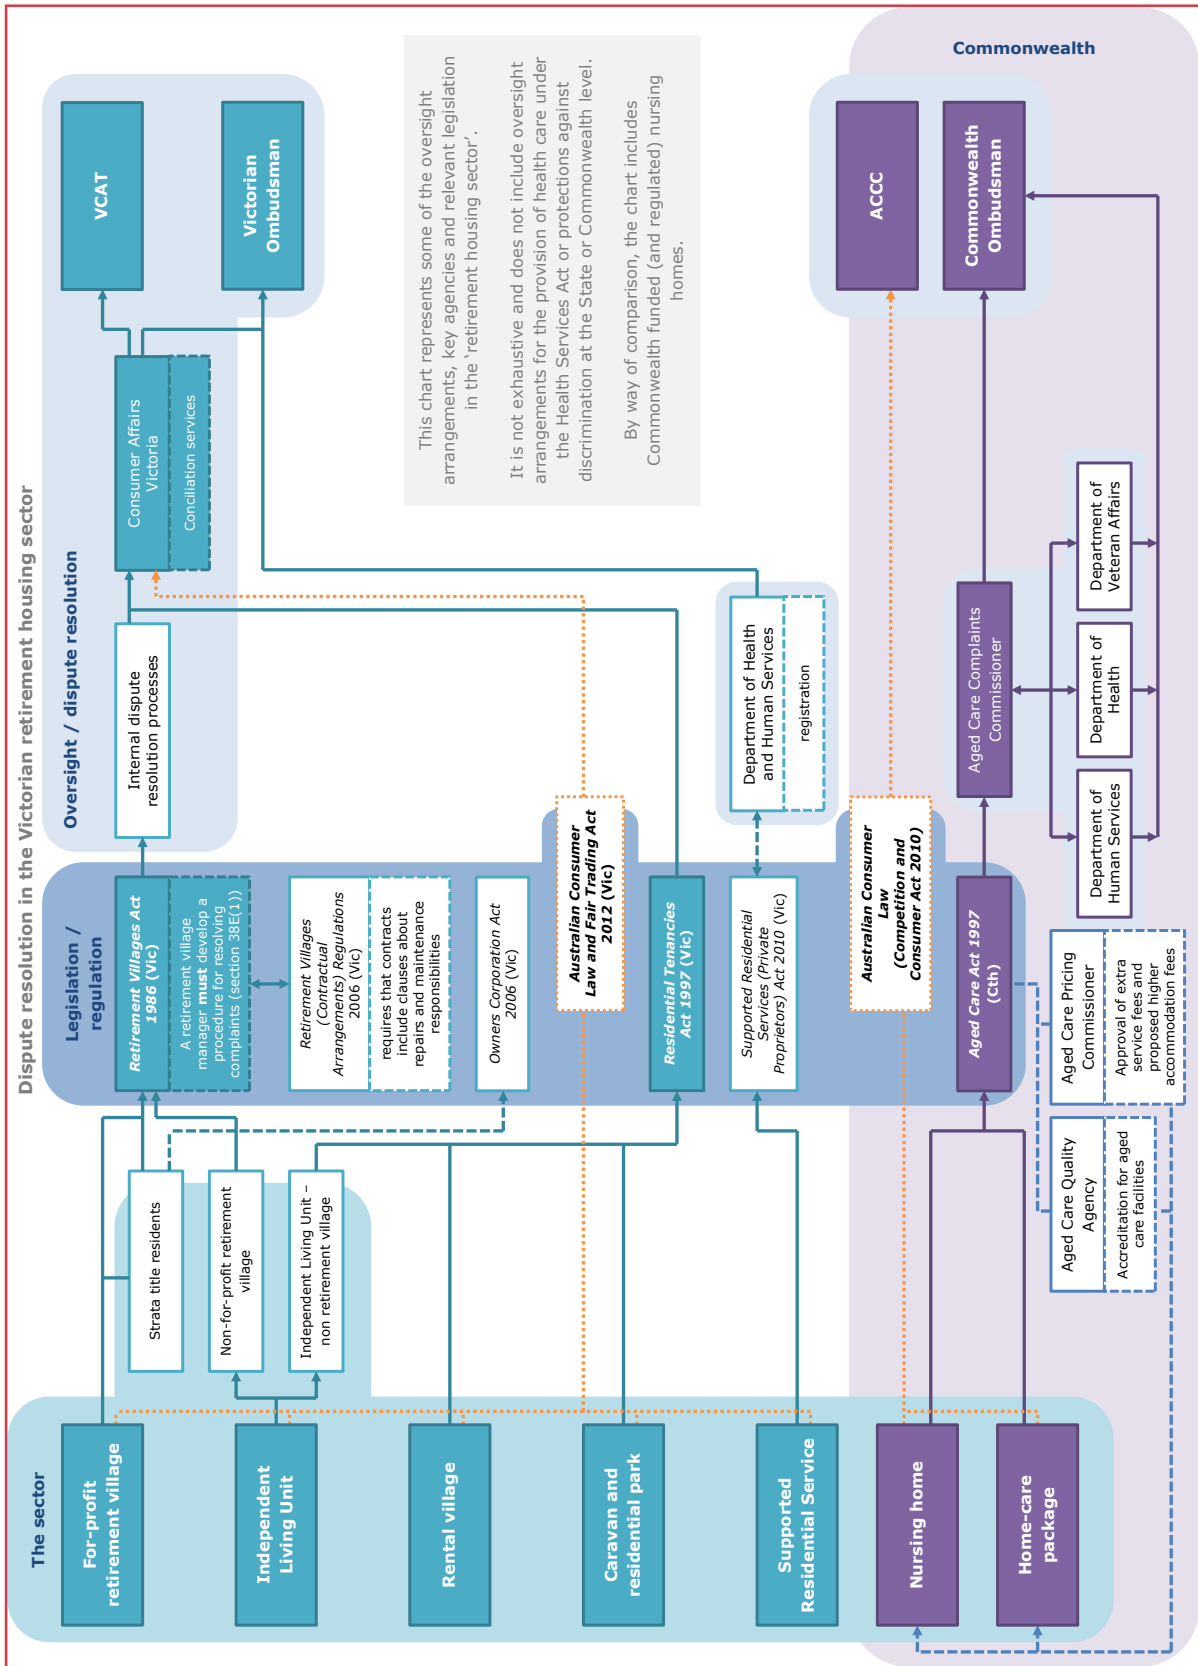 Dispute resolution in the Victorian retirement housing sector
The sector
For-profit
retirement village
Independent
Living Unit
Rental village
Caravan and
residential park
Supported
Residential Service
Nursing home
Home-care
package
Strata title residents
Non-for-profit retirement
village
Independent Living Unit –
non retirement village
Legislation /
regulation
Retirement Villages Act
1986 (Vic)
A retirement village
manager must develop a
procedure for resolving
complaints (section 38E(1))
Retirement Villages
(Contractual
Arrangements) Regulations
2006 (Vic)
requires that contracts
include clauses about
repairs and maintenance
responsibilities
Owners Corporation Act
2006 (Vic)
Australian Consumer
Law and Fair Trading Act
2012 (Vic)
Residential Tenancies
Act 1997 (Vic)
Supported Residential
Services (Private
Proprietors) Act 2010 (Vic)
Australian Consumer
Law
(Competition and
Consumer Act 2010)
Aged Care Act 1997
(Cth)
Aged Care Quality
Agency
Accreditation for aged
care facilities
Aged Care Pricing
Commissioner
Approval of extra
service fees and
proposed higher
accommodation fees
Oversight / dispute resolution
Internal dispute
resolution processes
Consumer Affairs
Victoria
Conciliation services
VCAT
Victorian
Ombudsman
Department of Health
and Human Services
registration
This chart represents some of the oversight
arrangements, key agencies and relevant legislation
in the ‘retirement housing sector’.
It is not exhaustive and does not include oversight
arrangements for the provision of health care under
the Health Services Act or protections against
discrimination at the State or Commonwealth level.
By way of comparison, the chart includes
Commonwealth funded (and regulated) nursing
homes.
Commonwealth
ACCC
Commonwealth
Ombudsman
Aged Care Complaints
Commissioner
Department of
Human Services
Department of
Health
Department of
Veteran Affairs